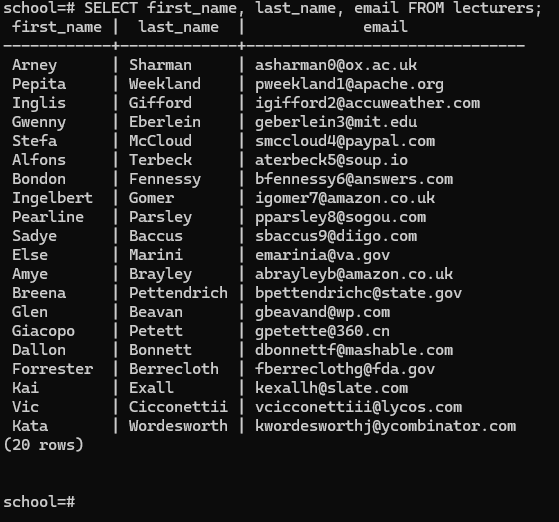 school=# SELECT first_name, last_name, email FROM lecturers;
 first_name |  last_name  |             email
------------+-------------+-------------------------------
 Arney      | Sharman     | asharman0@ox.ac.uk
 Pepita     | Weekland    | pweekland1@apache.org
 Inglis     | Gifford     | igifford2@accuweather.com
 Gwenny     | Eberlein    | geberlein3@mit.edu
 Stefa      | McCloud     | smccloud4@paypal.com
 Alfons     | Terbeck     | aterbeck5@soup.io
 Bondon     | Fennessy    | bfennessy6@answers.com
 Ingelbert  | Gomer       | igomer7@amazon.co.uk
 Pearline   | Parsley     | pparsley8@sogou.com
 Sadye      | Baccus      | sbaccus9@diigo.com
 Else       | Marini      | emarinia@va.gov
 Amye       | Brayley     | abrayleyb@amazon.co.uk
 Breena     | Pettendrich | bpettendrichc@state.gov
 Glen       | Beavan      | gbeavand@wp.com
 Giacopo    | Petett      | gpetette@360.cn
 Dallon     | Bonnett     | dbonnettf@mashable.com
 Forrester  | Berrecloth  | fberreclothg@fda.gov
 Kai        | Exall       | kexallh@slate.com
 Vic        | Cicconettii | vcicconettiii@lycos.com
 Kata       | Wordesworth | kwordesworthj@ycombinator.com
(20 rows)
school=#